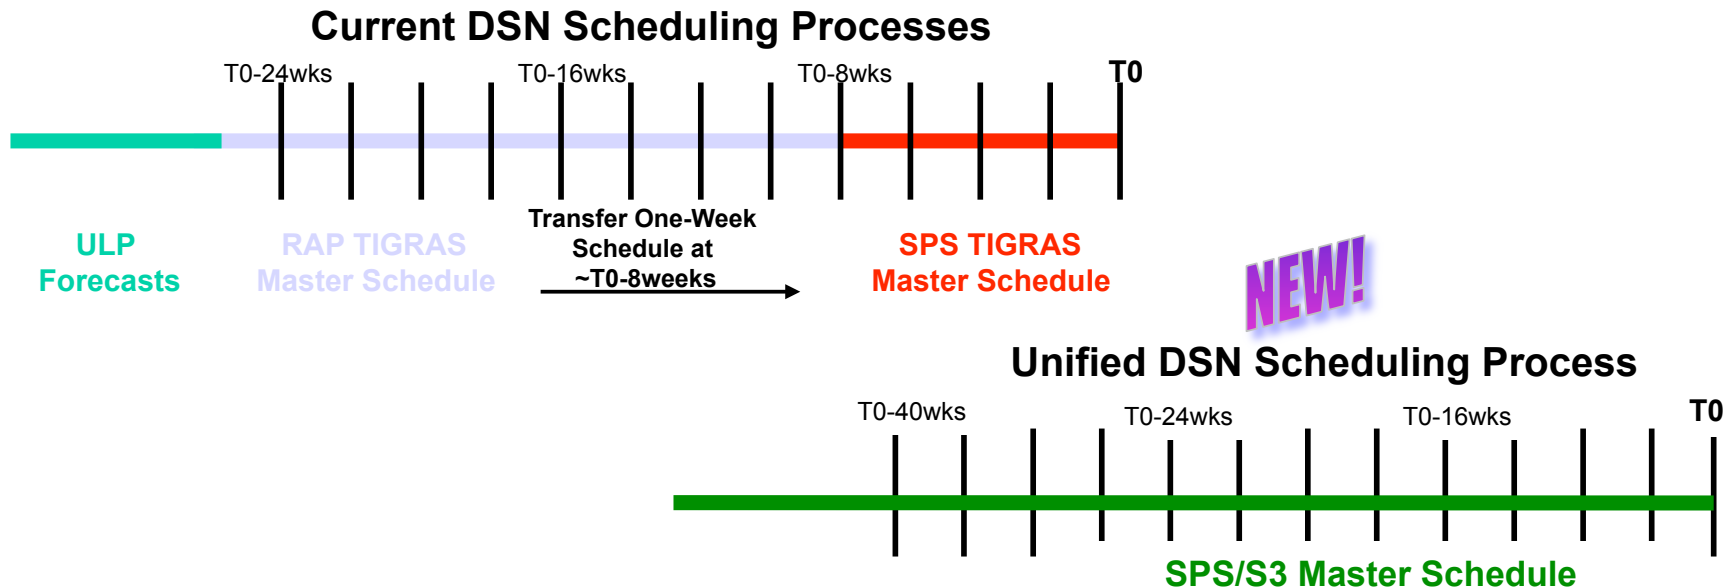 Current DSN Scheduling Processes
T0-24wks
T0-16wks
T0-8wks
T0
ULP
Forecasts
RAP TIGRAS
Master Schedule
Transfer One-Week
Schedule at
~T0-8weeks
SPS TIGRAS
Master Schedule
NEW!
Unified DSN Scheduling Process
T0-40wks
T0-24wks
T0-16wks
T0
SPS/S3 Master Schedule